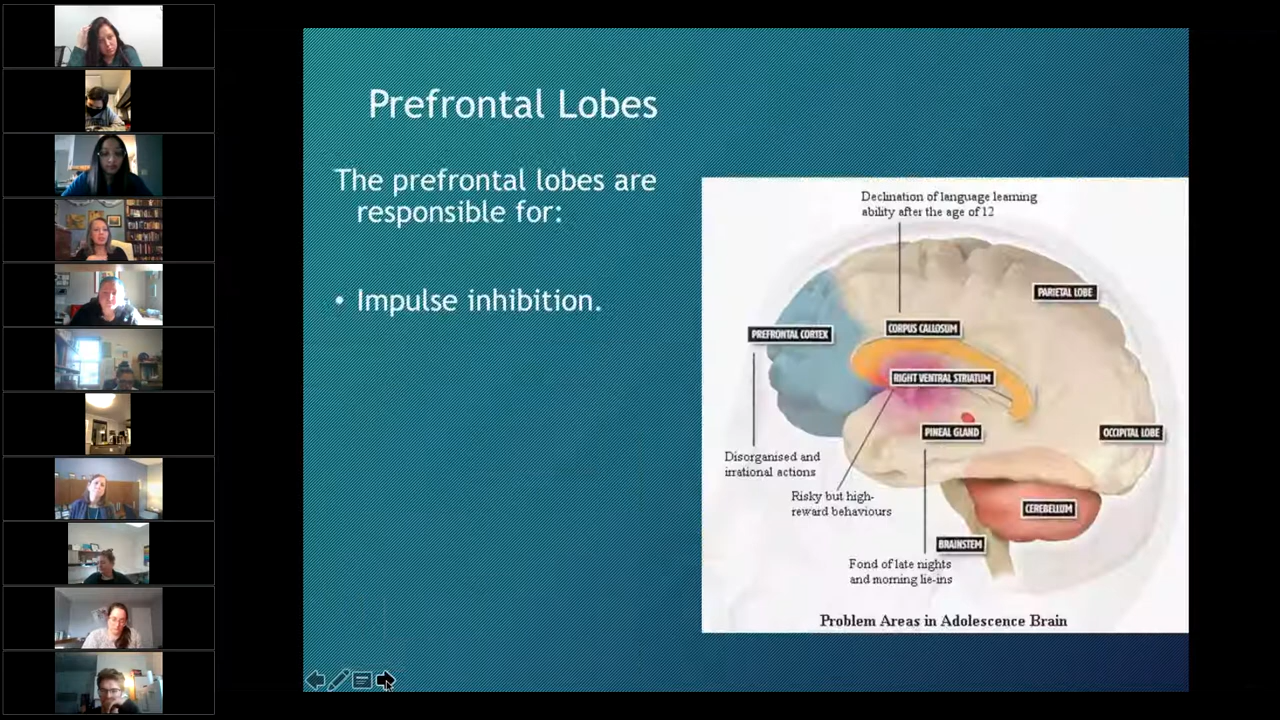 Prefrontal Lobes
The prefrontal lobes are
responsible for:
• Impulse inhibition.
Declination of language learning
ability after the age of 12
PARIETAL LOBE
PREFRONTAL CORTEX
CORPUS CALLOSUM
RIGHT VENTRAL STRIATUM
PINEAL GLAND
OCCIPITAL LOBE
Disorganised and
irrational actions
Risky but high-
reward behaviours
CEREBELLUM
BRAINSTEM
Fond of late nights
and morning lie-ins
Problem Areas in Adolescence Brain